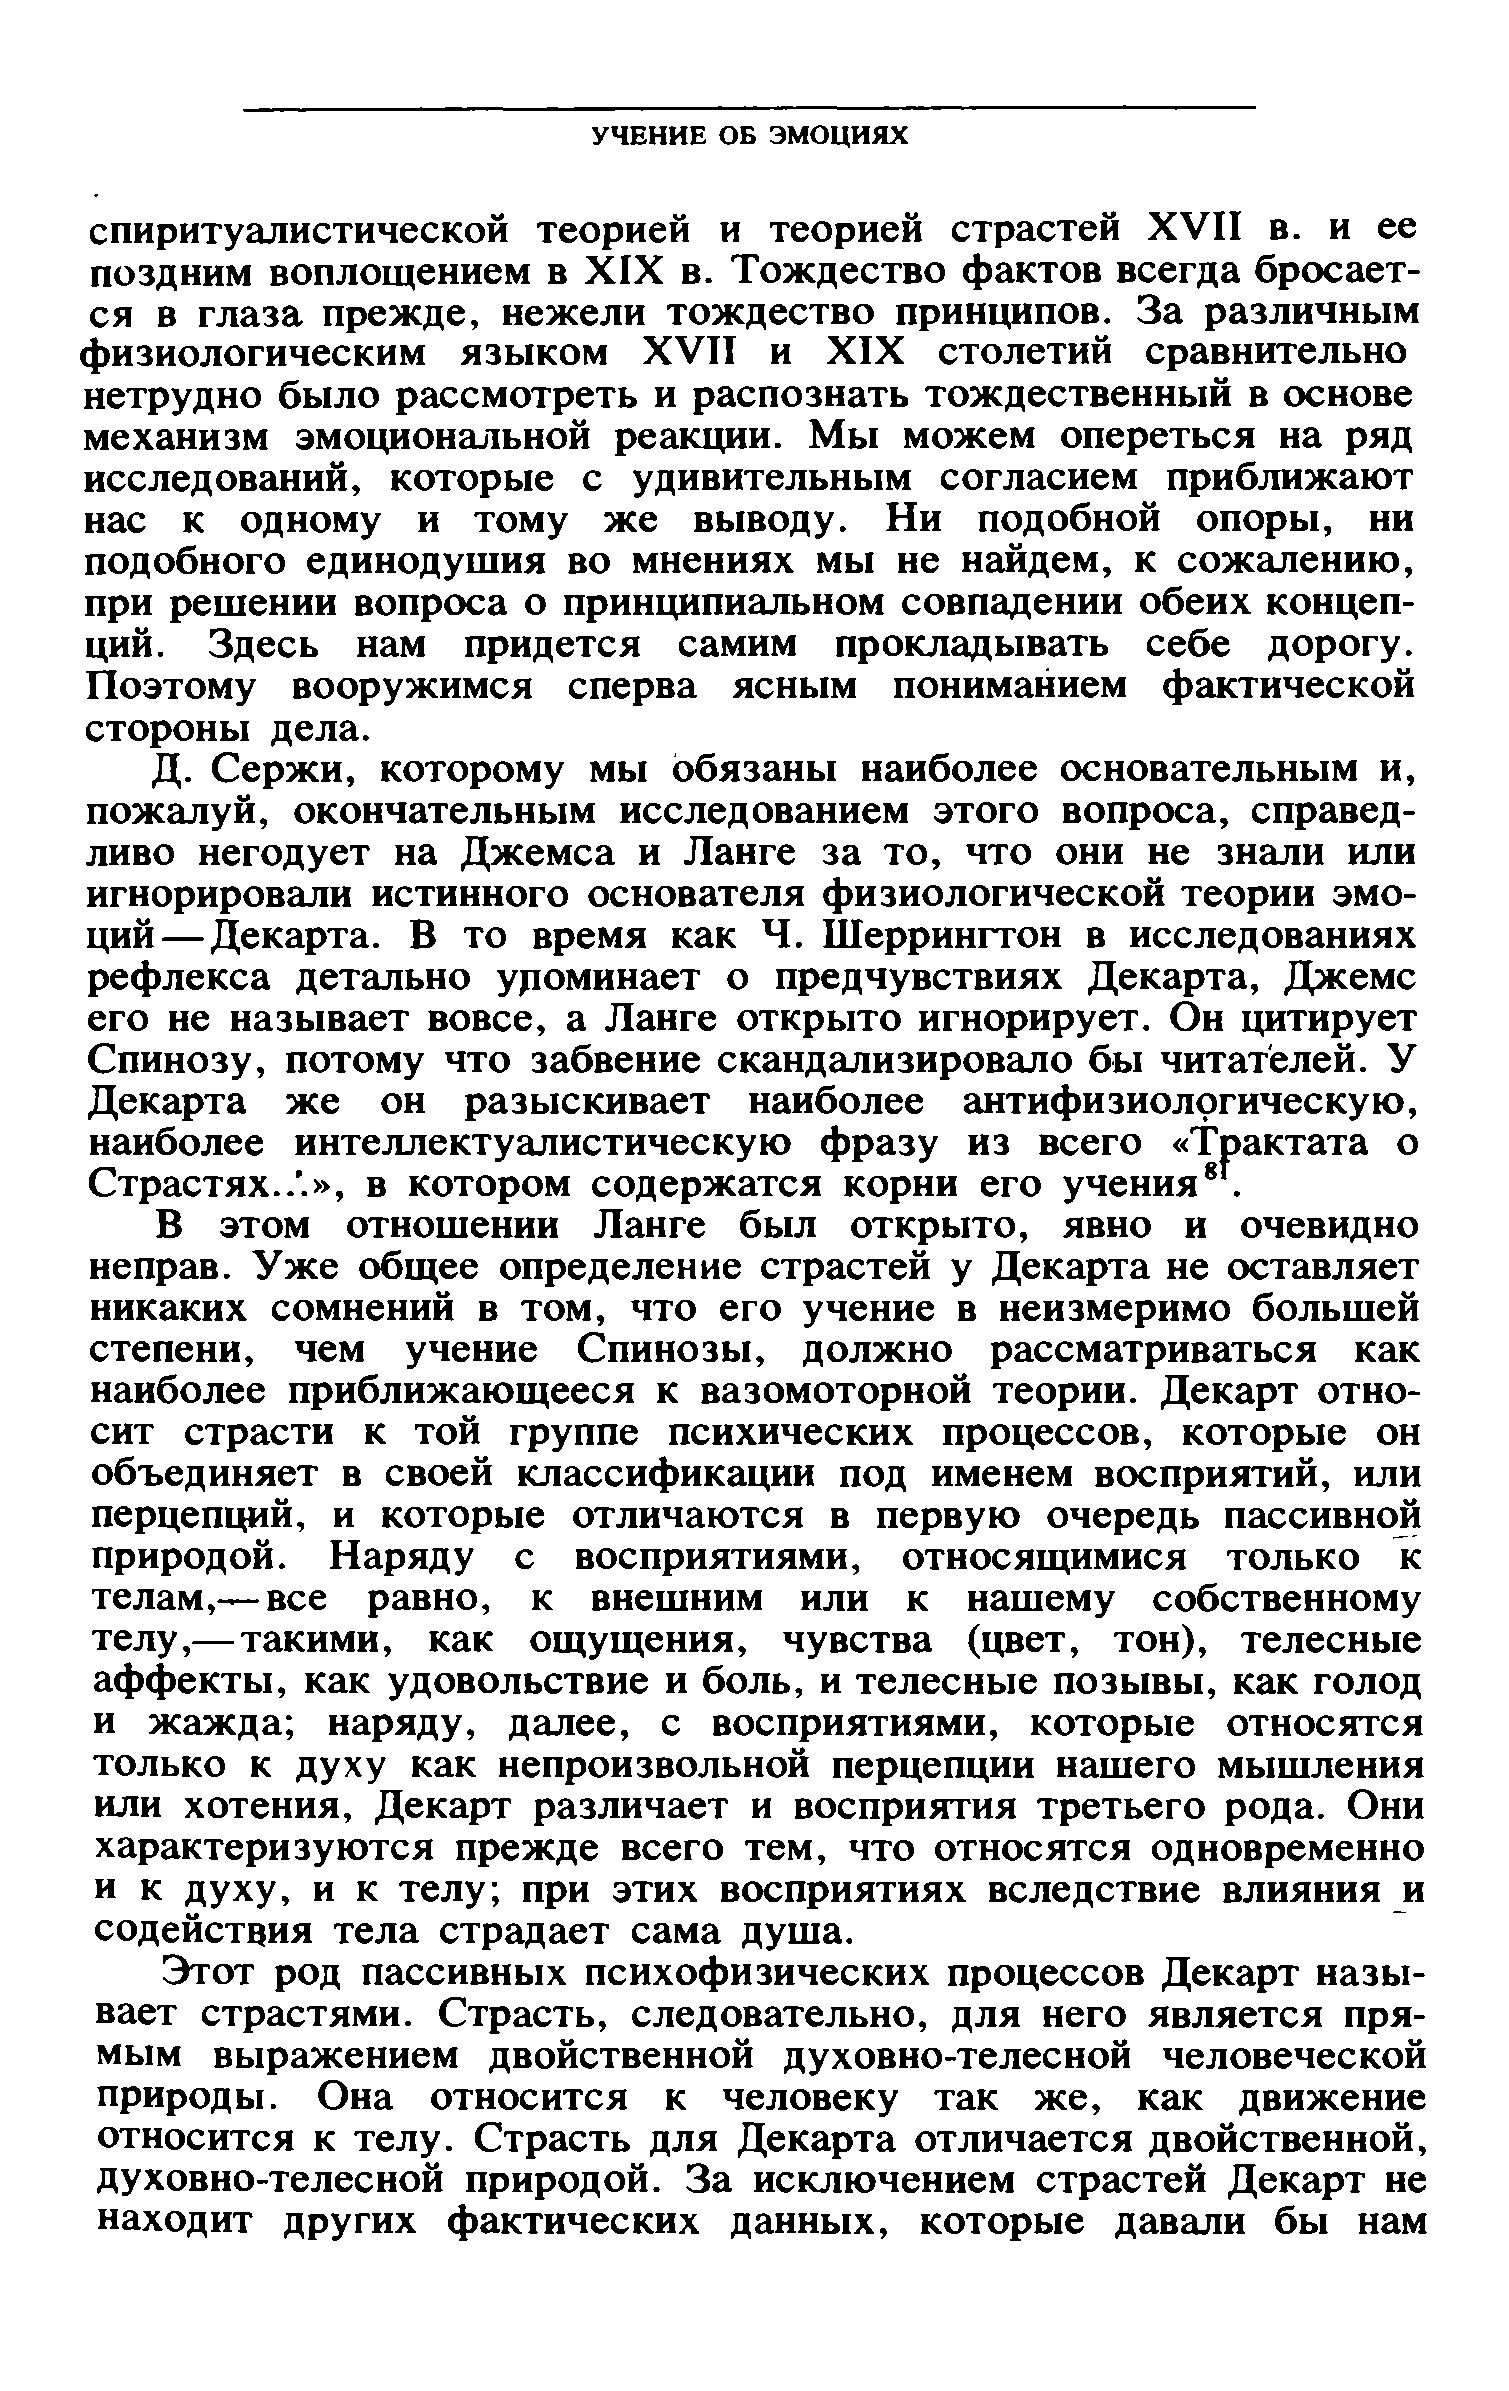 УЧЕНИЕ ОБ ЭМОЦИЯХ
спиритуалистической теорией и теорией страстей XVII в. и ее
поздним воплощением в XIX в. Тождество фактов всегда бросает-
ся в глаза прежде, нежели тождество принципов. За различным
физиологическим языком XVII и XIX столетий сравнительно
нетрудно было рассмотреть и распознать тождественный в основе
механизм эмоциональной реакции. Мы можем опереться на ряд
исследований, которые с удивительным согласием приближают
нас к одному и тому же выводу. Ни подобной опоры, ни
подобного единодушия во мнениях мы не найдем, к сожалению,
при решении вопроса о принципиальном совпадении обеих концеп-
ций. Здесь нам придется самим прокладывать себе дорогу.
Поэтому вооружимся сперва ясным пониманием фактической
стороны дела.
Д. Сержи, которому мы обязаны наиболее основательным и,
пожалуй, окончательным исследованием этого вопроса, справед-
ливо негодует на Джемса и Ланге за то, что они не знали или
игнорировали истинного основателя физиологической теории эмо-
ций — Декарта. В то время как Ч. Шеррингтон в исследованиях
рефлекса детально упоминает о предчувствиях Декарта, Джемс
его не называет вовсе, а Ланге открыто игнорирует. Он цитирует
Спинозу, потому что забвение скандализировало бы читателей. У
Декарта же он разыскивает наиболее антифизиологическую,
наиболее интеллектуалистическую фразу из всего «Трактата о
Страстях...», в котором содержатся корни его учения⁸¹.
В этом отношении Ланге был открыто, явно и очевидно
неправ. Уже общее определение страстей у Декарта не оставляет
никаких сомнений в том, что его учение в неизмеримо большей
степени, чем учение Спинозы, должно рассматриваться как
наиболее приближающееся к вазомоторной теории. Декарт отно-
сит страсти к той группе психических процессов, которые он
объединяет в своей классификации под именем восприятий, или
перцепций, и которые отличаются в первую очередь пассивной
природой. Наряду с восприятиями, относящимися только к
телам,— все равно, к внешним или к нашему собственному
телу,— такими, как ощущения, чувства (цвет, тон), телесные
аффекты, как удовольствие и боль, и телесные позывы, как голод
и жажда; наряду, далее, с восприятиями, которые относятся
только к духу как непроизвольной перцепции нашего мышления
или хотения, Декарт различает и восприятия третьего рода. Они
характеризуются прежде всего тем, что относятся одновременно
и к духу, и к телу; при этих восприятиях вследствие влияния и
содействия тела страдает сама душа.
Этот род пассивных психофизических процессов Декарт назы-
вает страстями. Страсть, следовательно, для него является пря-
мым выражением двойственной духовно-телесной человеческой
природы. Она относится к человеку так же, как движение
относится к телу. Страсть для Декарта отличается двойственной,
духовно-телесной природой. За исключением страстей Декарт не
находит других фактических данных, которые давали бы нам